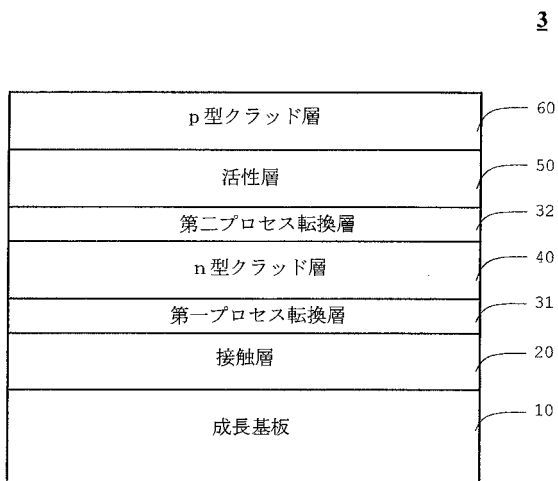 3
p型クラッド層
60
活性層
50
第二プロセス転換層
32
n型クラッド層
40
第一プロセス転換層
31
接触層
20
成長基板
10